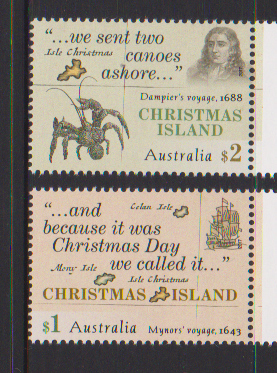 "...we sent two
Isle Christmas
canoes
ashore..."
Dampier's voyage, 1688
CHRISTMAS
ISLAND
Australia $2
"...and
Colan Isle
because it was
Christmas Day
Mony Isle
we called it..."
Isle Christmas
CHRISTMAS ISLAND
$1 Australia
Mynors' voyage, 1643